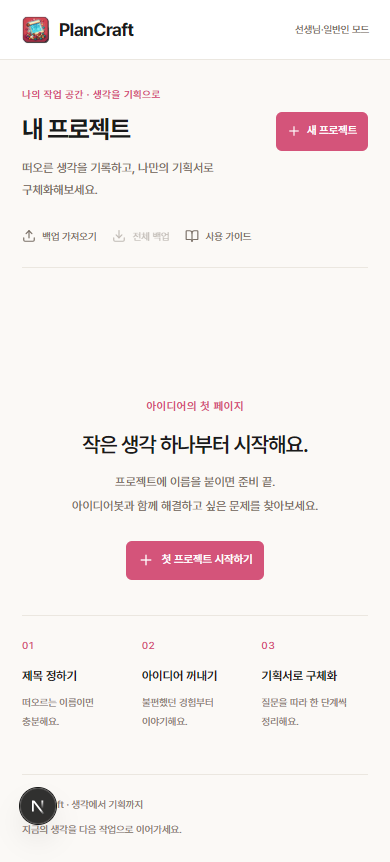 PlanCraft
선생님·일반인 모드
나의 작업 공간 · 생각을 기획으로
내 프로젝트
새 프로젝트
떠오른 생각을 기록하고, 나만의 기획서로
구체화해보세요.
백업 가져오기
전체 백업
사용 가이드
아이디어의 첫 페이지
작은 생각 하나부터 시작해요.
프로젝트에 이름을 붙이면 준비 끝.
아이디어봇과 함께 해결하고 싶은 문제를 찾아보세요.
첫 프로젝트 시작하기
01
제목 정하기
떠오르는 이름이면
충분해요.
02
아이디어 꺼내기
불편했던 경험부터
이야기해요.
03
기획서로 구체화
질문을 따라 한 단계씩
정리해요.
N
ft · 생각에서 기획까지
지금의 생각을 다음 작업으로 이어가세요.